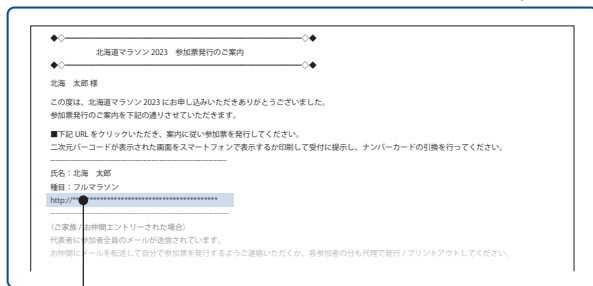 ◆◇―――――――――――――――――――――――◇◆
北海道マラソン 2023　参加票発行のご案内
◆◇―――――――――――――――――――――――◇◆
北海　太郎 様
この度は、北海道マラソン 2023 にお申し込みいただきありがとうございました。
参加票発行のご案内を下記の通りさせていただきます。
■下記 URL をクリックいただき、案内に従い参加票を発行してください。
二次元バーコードが表示された画面をスマートフォンで表示するか印刷して受付に提示し、ナンバーカードの引換を行ってください。
------------------------------------------------------------
氏名：北海　太郎
種目：フルマラソン
http://*****************************************
------------------------------------------------------------
（ご家族 / お仲間エントリーされた場合）
代表者に参加者全員のメールが送信されています。
お仲間にメールを転送して自分で参加票を発行するようご連絡いただくか、各参加者の分も代理で発行 / プリントアウトしてください。